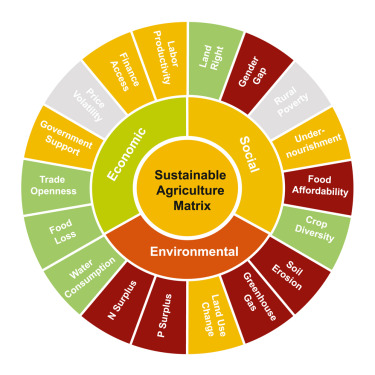 Sustainable
Agriculture
Matrix
Economic
Social
Environmental
Land
Right
Gender
Gap
Rural
Poverty
Under-
nourishment
Food
Affordability
Crop
Diversity
Soil
Erosion
Greenhouse
Gas
Land Use
Change
P Surplus
N Surplus
Water
Consumption
Food
Loss
Trade
Openness
Government
Support
Price
Volatility
Finance
Access
Labor
Productivity